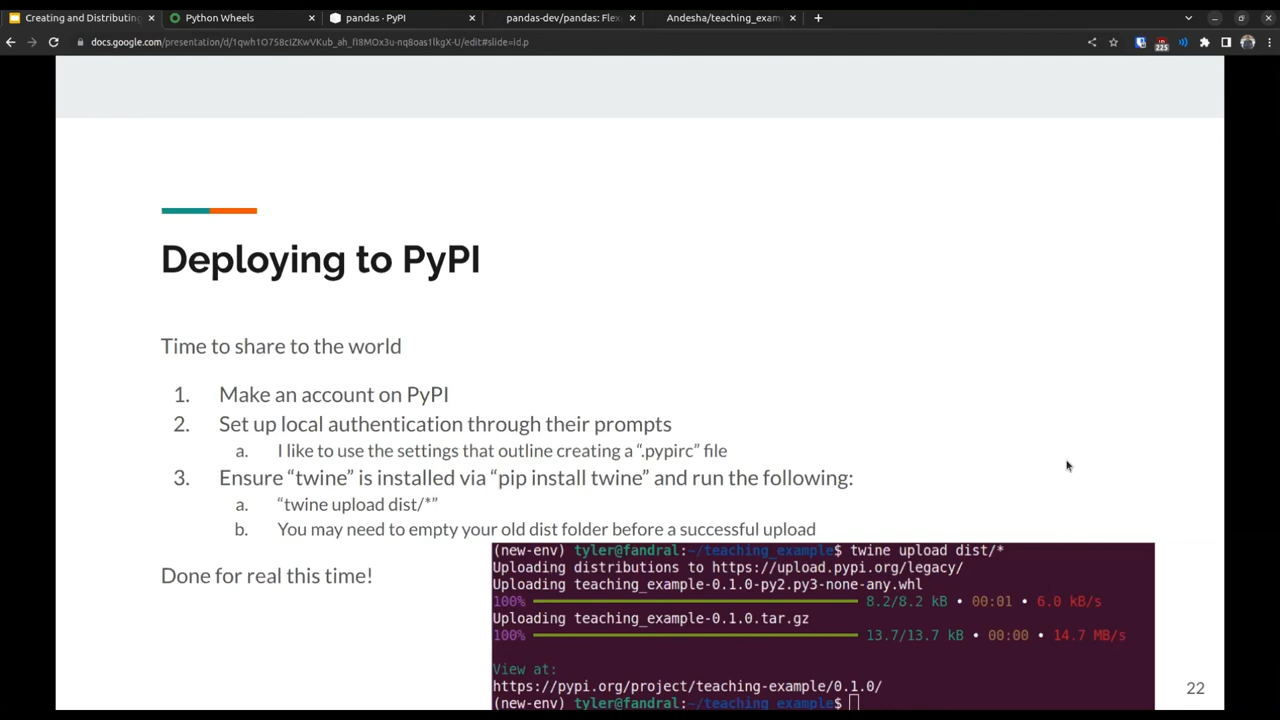 Creating and Distributing
Python Wheels
pandas · PyPI
pandas-dev/pandas: Flex
Andesha/teaching_exam
docs.google.com/presentation/d/1qwh1O758cIZKwVKub_ah_fI8MOx3u-nq8oas1lkgX-U/edit#slide=id.p
225
Deploying to PyPI
Time to share to the world
1. Make an account on PyPI
2. Set up local authentication through their prompts
a. I like to use the settings that outline creating a “.pypirc” file
3. Ensure “twine” is installed via “pip install twine” and run the following:
a. “twine upload dist/*”
b. You may need to empty your old dist folder before a successful upload
Done for real this time!
(new-env) tyler@fandral:~/teaching_example$ twine upload dist/*
Uploading distributions to https://upload.pypi.org/legacy/
Uploading teaching_example-0.1.0-py2.py3-none-any.whl
100% 8.2/8.2 kB • 00:01 • 6.0 kB/s
Uploading teaching_example-0.1.0.tar.gz
100% 13.7/13.7 kB • 00:00 • 14.7 MB/s
View at:
https://pypi.org/project/teaching-example/0.1.0/
(new-env) tyler@fandral:~/teaching_example$
22